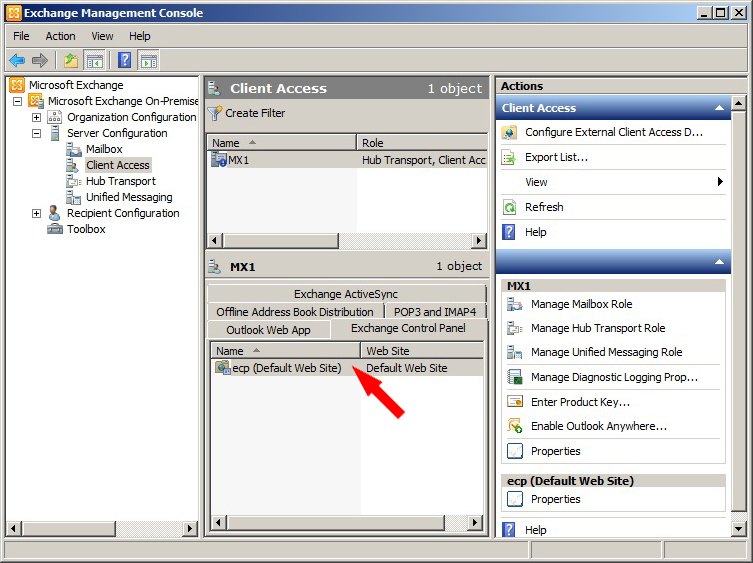 Exchange Management Console
File Action View Help
Microsoft Exchange
Microsoft Exchange On-Premise
Organization Configuration
Server Configuration
Mailbox
Client Access
Hub Transport
Unified Messaging
Recipient Configuration
Toolbox
Client Access 1 object
Create Filter
Name Role
MX1 Hub Transport, Client Acc
MX1 1 object
Exchange ActiveSync
Offline Address Book Distribution POP3 and IMAP4
Outlook Web App Exchange Control Panel
Name Web Site
ecp (Default Web Site) Default Web Site
Actions
Client Access
Configure External Client Access D...
Export List...
View
Refresh
Help
MX1
Manage Mailbox Role
Manage Hub Transport Role
Manage Unified Messaging Role
Manage Diagnostic Logging Prop...
Enter Product Key...
Enable Outlook Anywhere...
Properties
ecp (Default Web Site)
Properties
Help